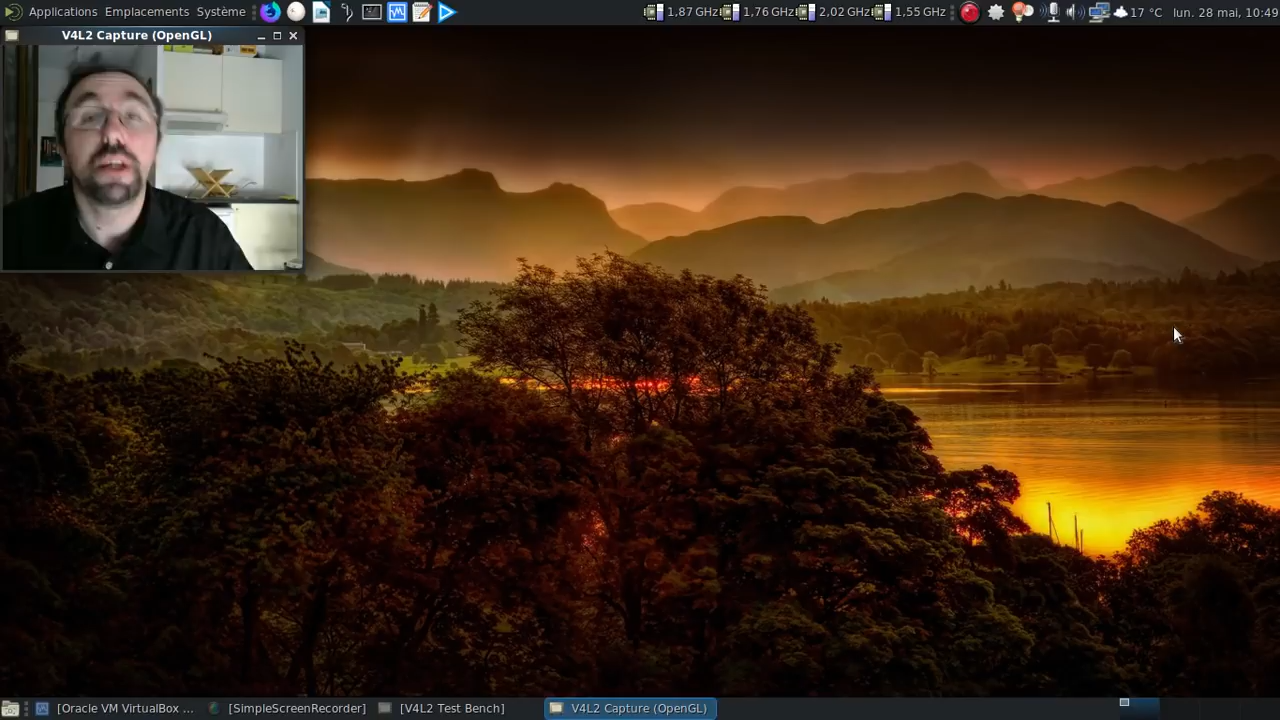 Applications Emplacements Système 1,87 GHz 1,76 GHz 2,02 GHz 1,55 GHz 17 °C lun. 28 mai, 10:49
V4L2 Capture (OpenGL)
[Oracle VM VirtualBox ... [SimpleScreenRecorder] [V4L2 Test Bench] V4L2 Capture (OpenGL)